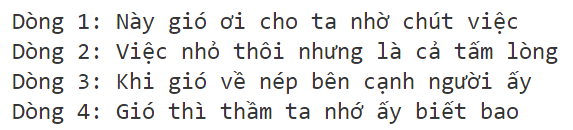 Dòng 1: Này gió ơi cho ta nhờ chút việc
Dòng 2: Việc nhỏ thôi nhưng là cả tấm lòng
Dòng 3: Khi gió về nép bên cạnh người ấy
Dòng 4: Gió thì thầm ta nhớ ấy biết bao